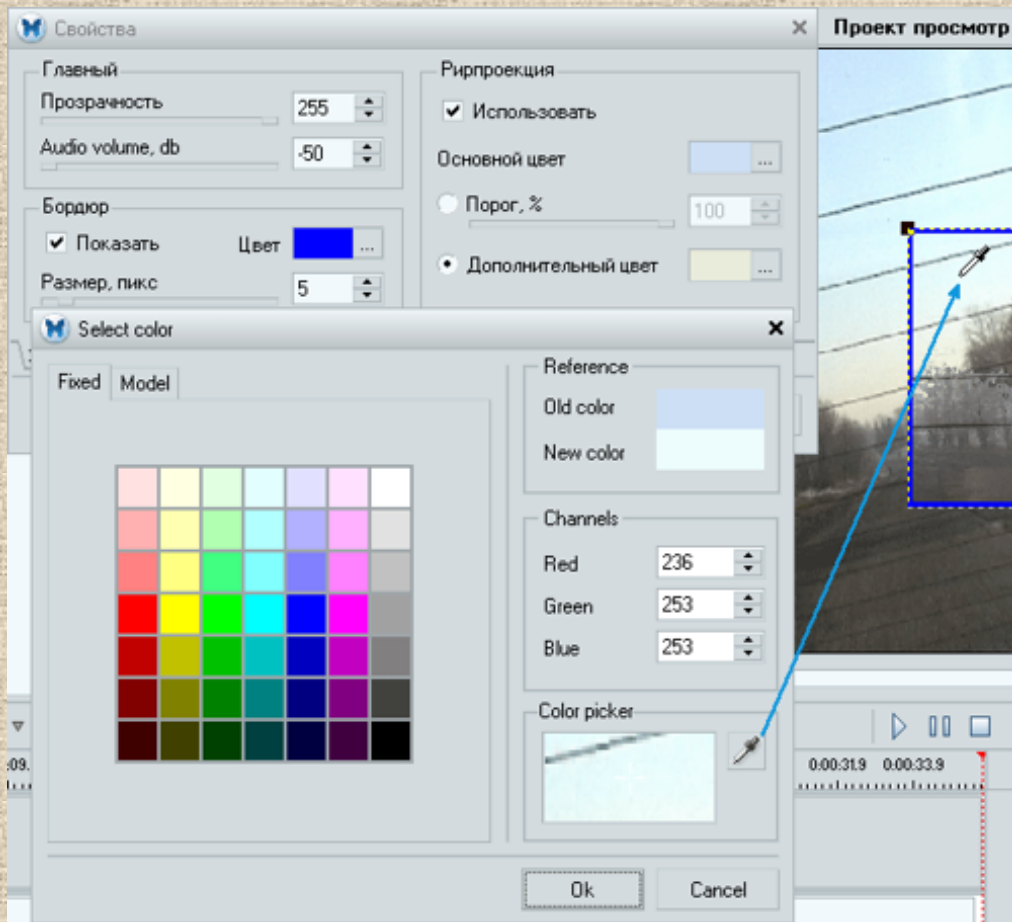 Свойства
Проект просмотр
Главный
Прозрачность
255
Audio volume, db
-50
Рирпроекция
Использовать
Основной цвет
...
Порог, %
100
Дополнительный цвет
...
Бордюр
Показать
Цвет
...
Размер, пикс
5
Select color
Fixed
Model
Reference
Old color
New color
Channels
Red
236
Green
253
Blue
253
Color picker
:09.
0:00:31.9
0:00:33.9
Ok
Cancel